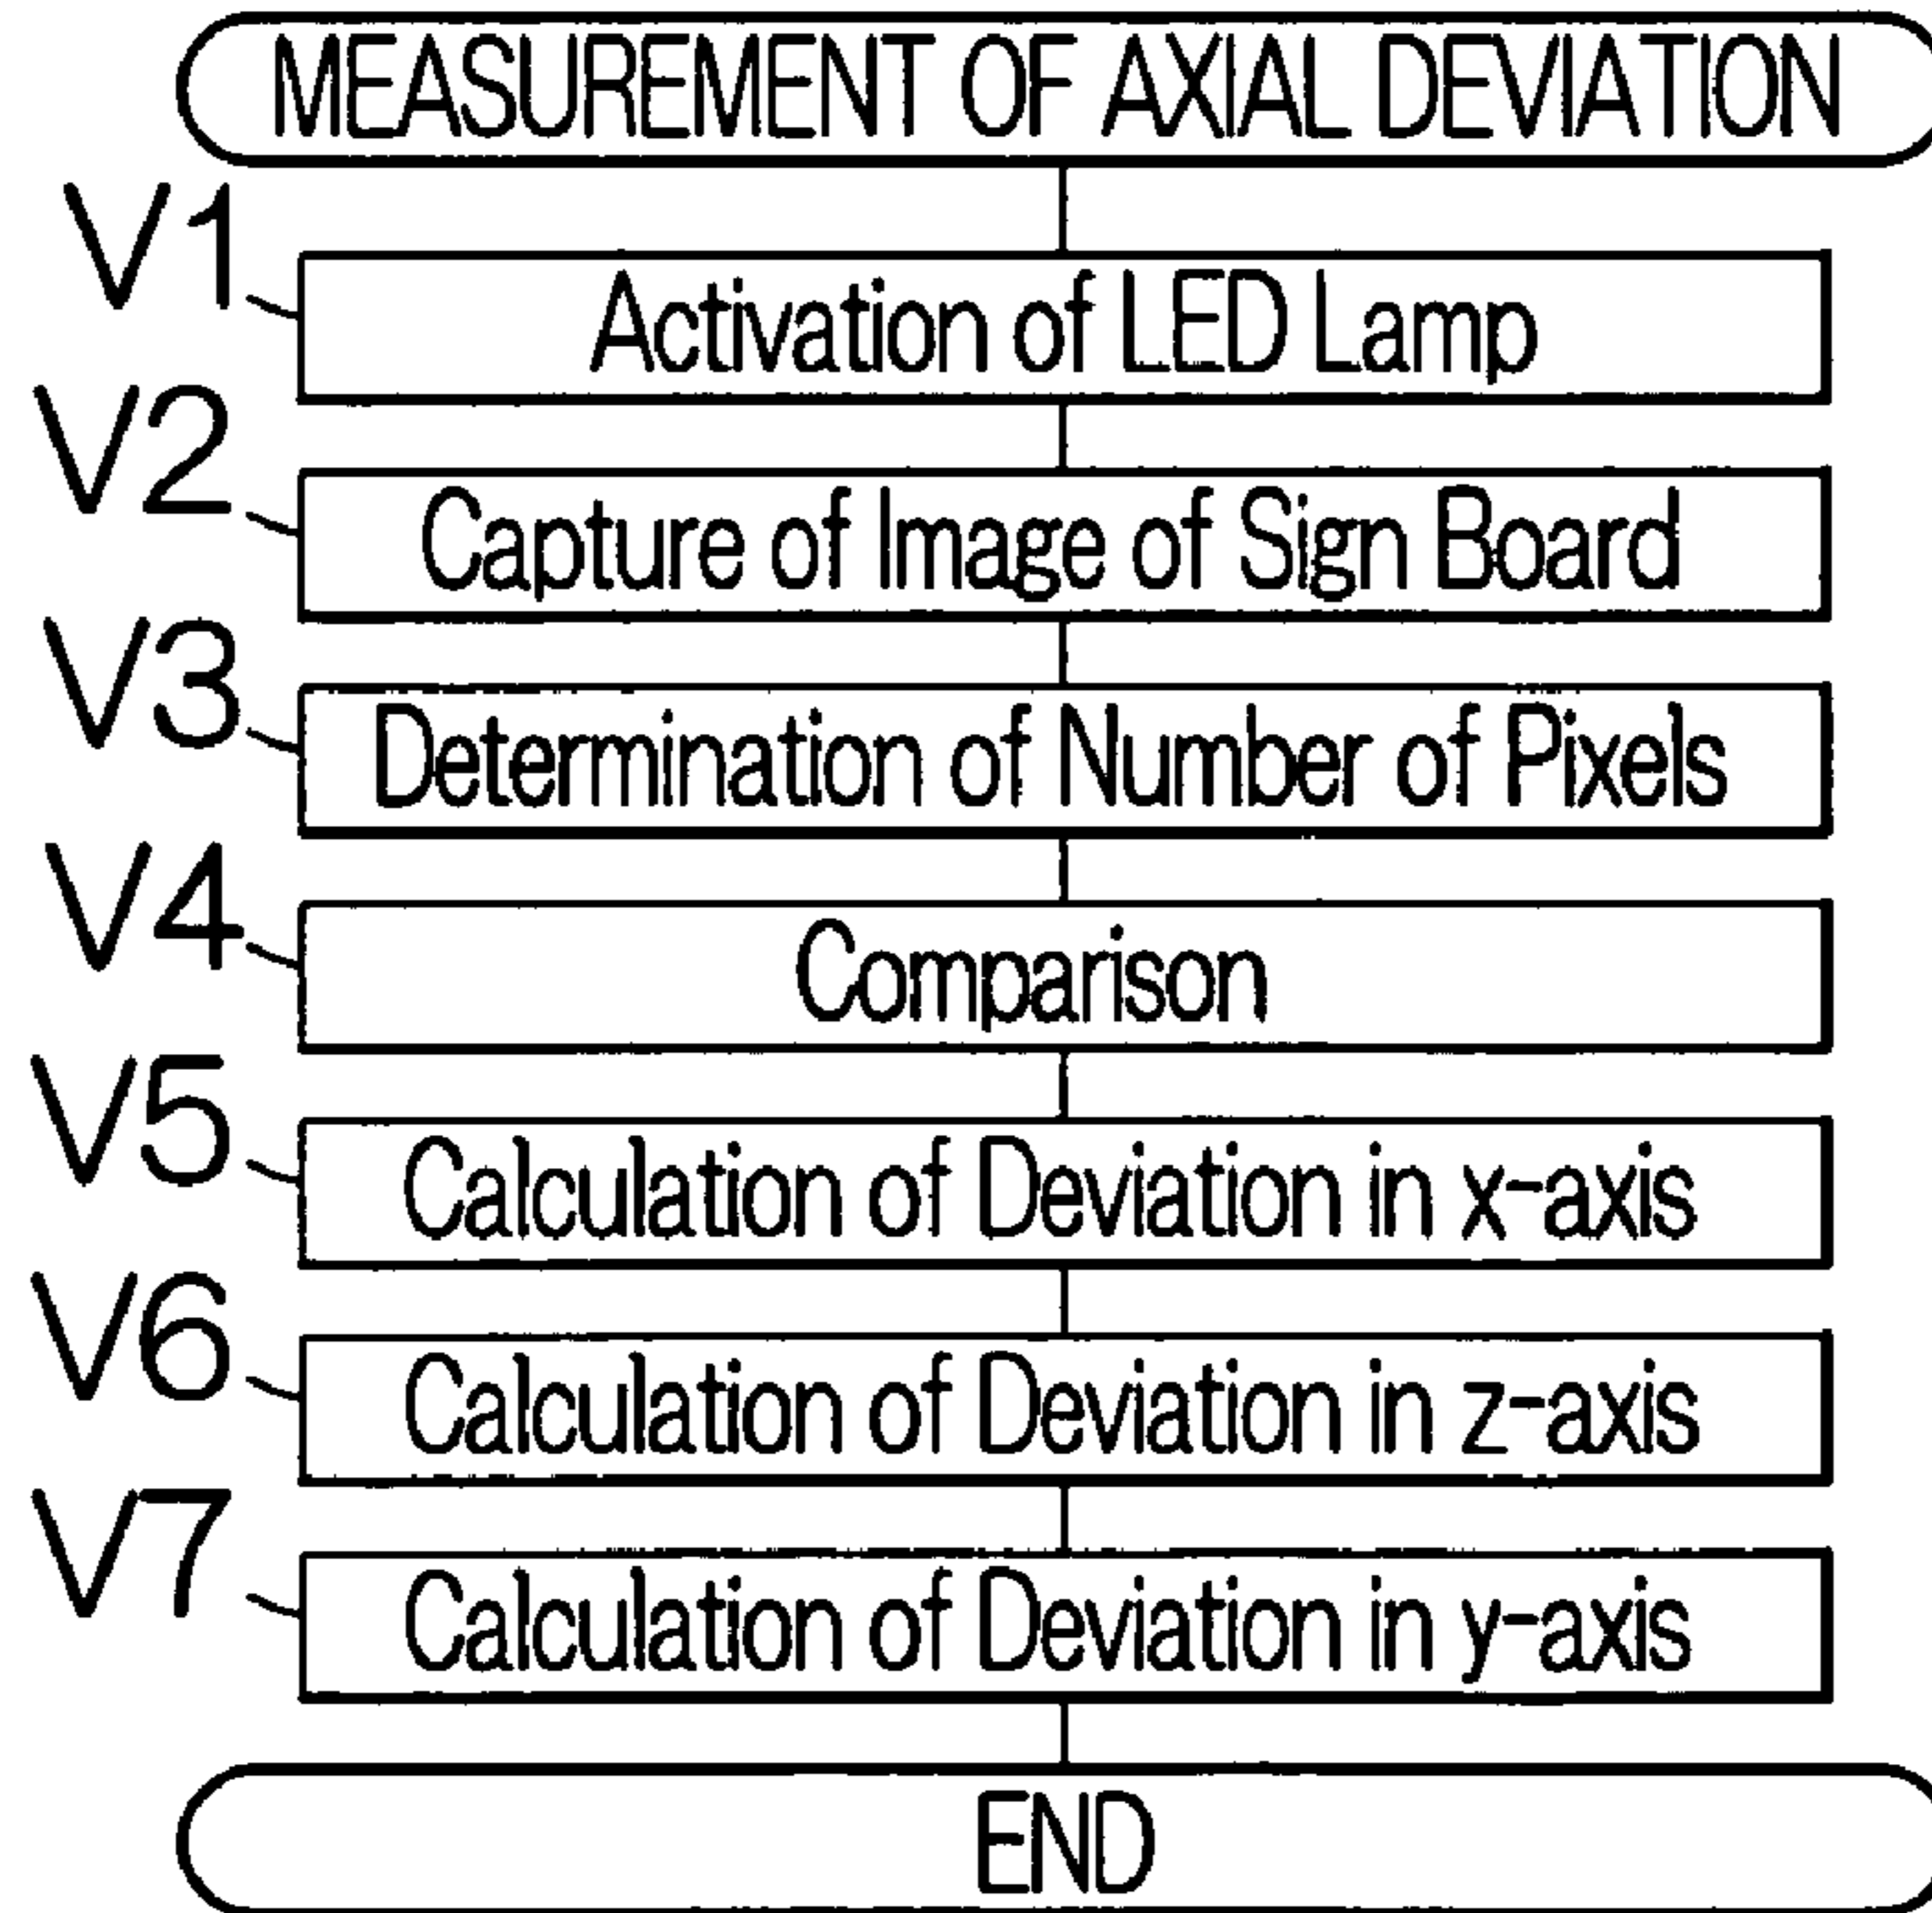 MEASUREMENT OF AXIAL DEVIATION
V1
Activation of LED Lamp
V2
Capture of Image of Sign Board
V3
Determination of Number of Pixels
V4
Comparison
V5
Calculation of Deviation in x-axis
V6
Calculation of Deviation in z-axis
V7
Calculation of Deviation in y-axis
END